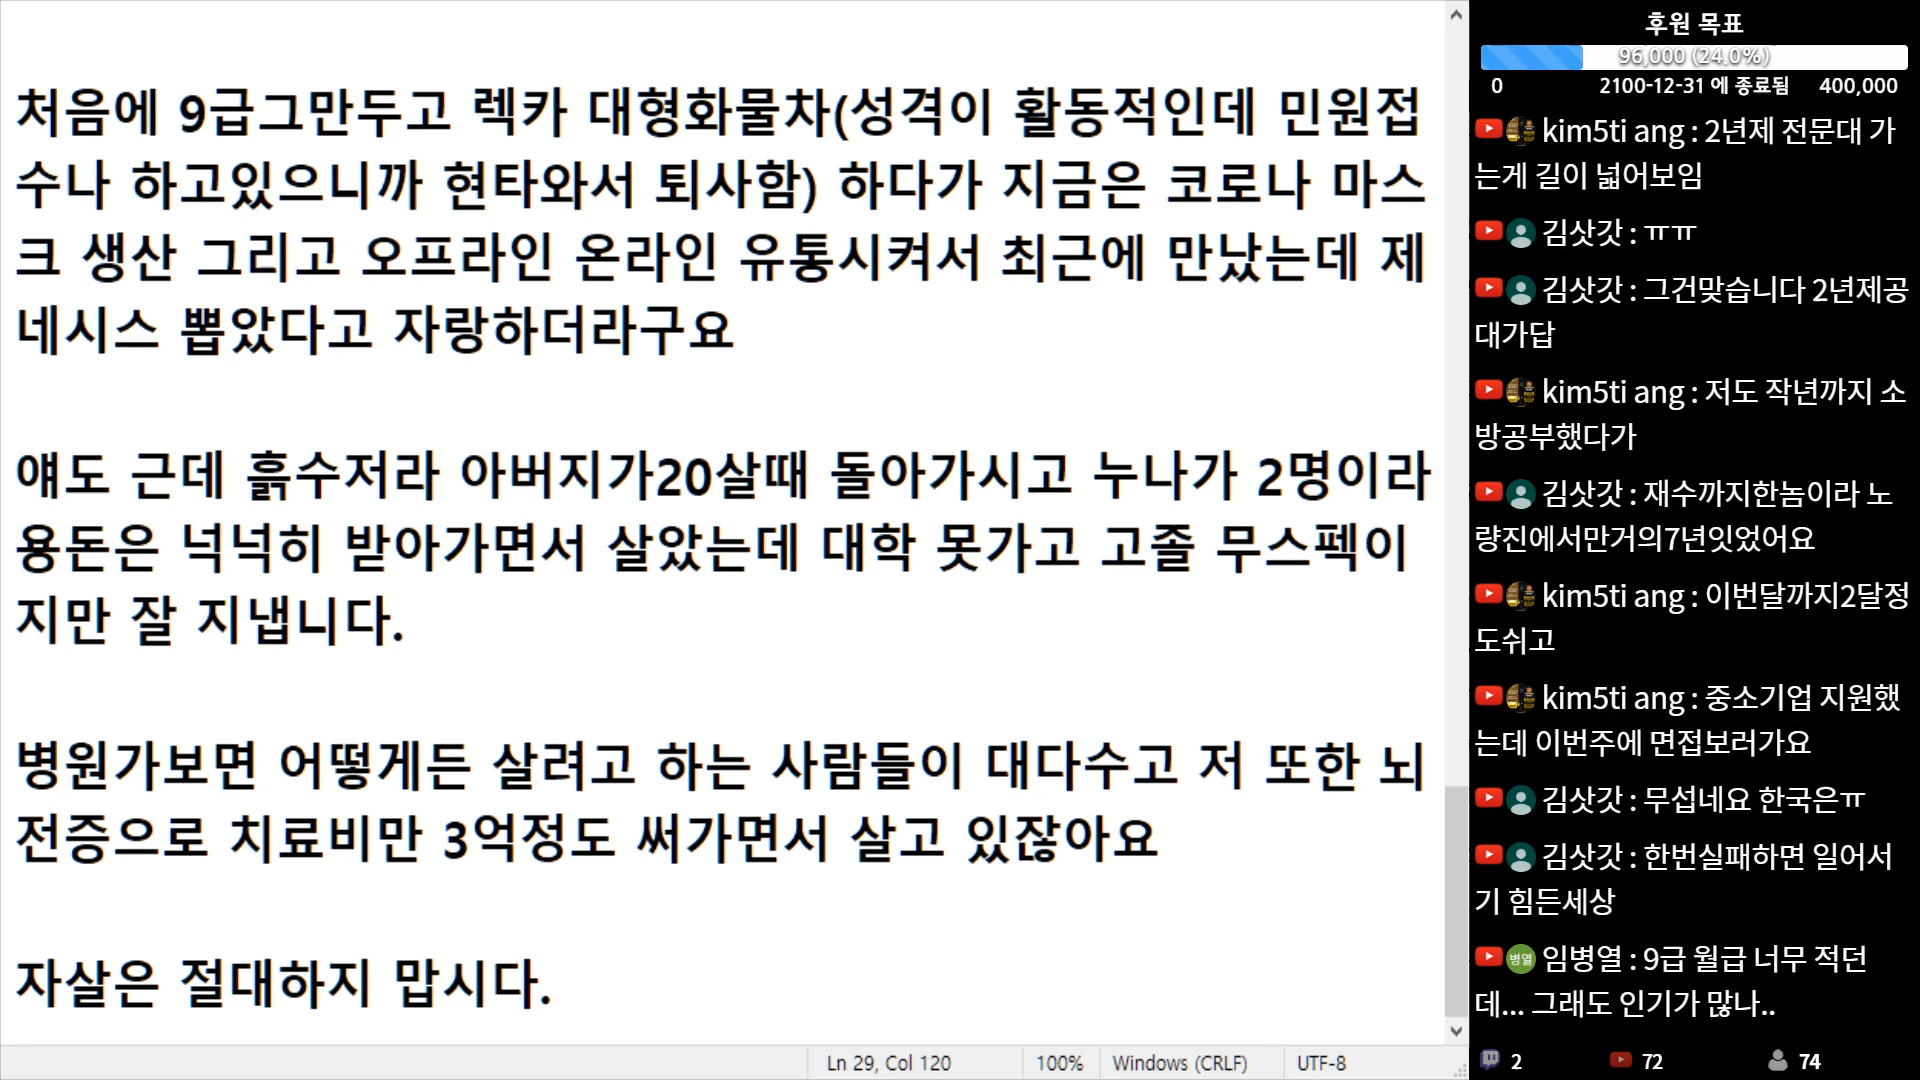 처음에 9급그만두고 렉카 대형화물차(성격이 활동적인데 민원접
수나 하고있으니까 현타와서 퇴사함) 하다가 지금은 코로나 마스
크 생산 그리고 오프라인 온라인 유통시켜서 최근에 만났는데 제
네시스 뽑았다고 자랑하더라구요
얘도 근데 흙수저라 아버지가20살때 돌아가시고 누나가 2명이라
용돈은 넉넉히 받아가면서 살았는데 대학 못가고 고졸 무스펙이
지만 잘 지냅니다.
병원가보면 어떻게든 살려고 하는 사람들이 대다수고 저 또한 뇌
전증으로 치료비만 3억정도 써가면서 살고 있잖아요
자살은 절대하지 맙시다.
Ln 29, Col 120
100%
Windows (CRLF)
UTF-8
후원 목표
96,000 (24.0%)
0 2100-12-31 에 종료됨 400,000
kim5ti ang : 2년제 전문대 가
는게 길이 넓어보임
김삿갓 : ㅠㅠ
김삿갓 : 그건맞습니다 2년제공
대가답
kim5ti ang : 저도 작년까지 소
방공부했다가
김삿갓 : 재수까지한놈이라 노
량진에서만거의7년잇었어요
kim5ti ang : 이번달까지2달정
도쉬고
kim5ti ang : 중소기업 지원했
는데 이번주에 면접보러가요
김삿갓 : 무섭네요 한국은ㅠ
김삿갓 : 한번실패하면 일어서
기 힘든세상
병열 임병열 : 9급 월급 너무 적던
데... 그래도 인기가 많나..
2 72 74